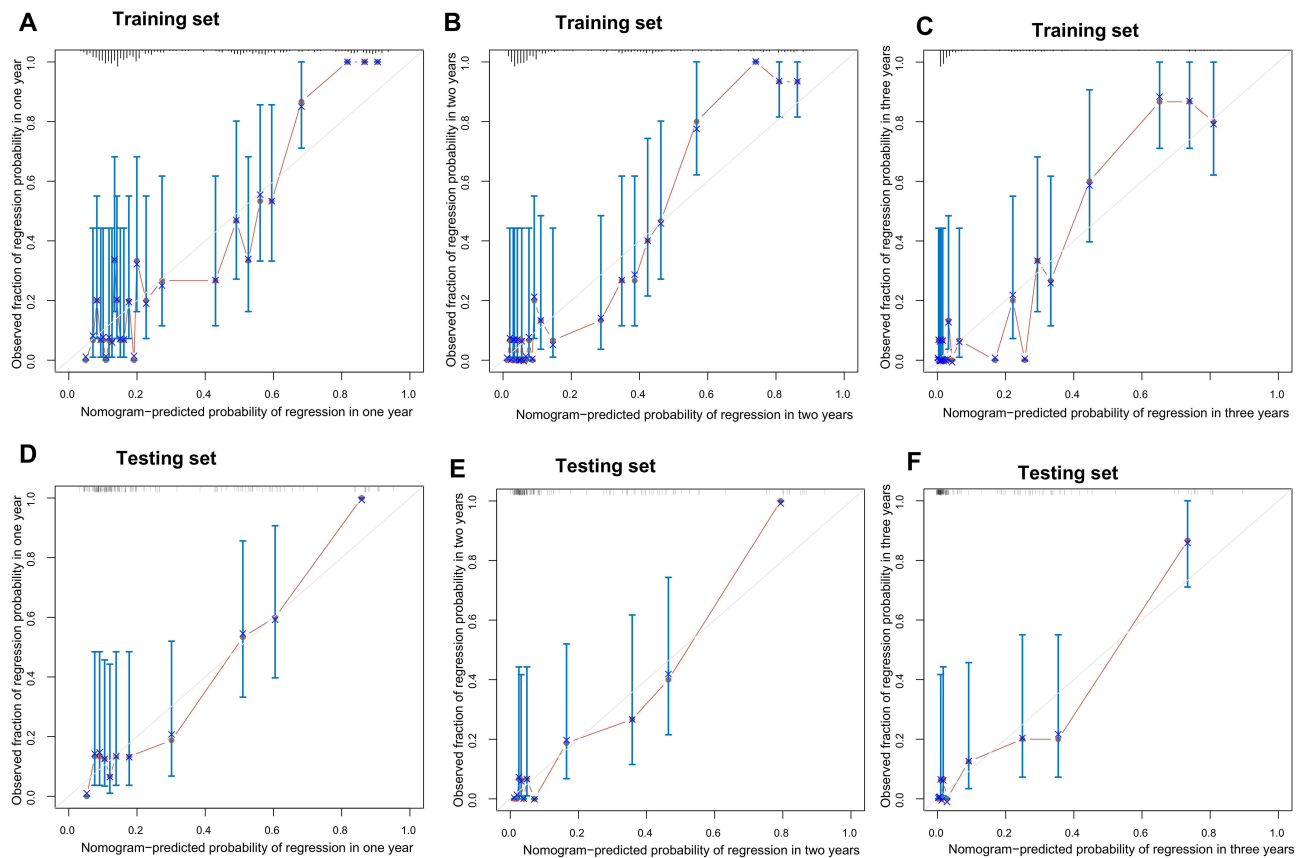 A
Training set
Observed fraction of regression probability in one year
0.0 0.2 0.4 0.6 0.8 1.0
0.0 0.2 0.4 0.6 0.8 1.0
Nomogram−predicted probability of regression in one year
B
Training set
Observed fraction of regression probability in two years
0.0 0.2 0.4 0.6 0.8 1.0
0.0 0.2 0.4 0.6 0.8 1.0
Nomogram−predicted probability of regression in two years
C
Training set
Observed fraction of regression probability in three years
0.0 0.2 0.4 0.6 0.8 1.0
0.0 0.2 0.4 0.6 0.8 1.0
Nomogram−predicted probability of regression in three years
D
Testing set
Observed fraction of regression probability in one year
0.0 0.2 0.4 0.6 0.8 1.0
0.0 0.2 0.4 0.6 0.8 1.0
Nomogram−predicted probability of regression in one year
E
Testing set
Observed fraction of regression probability in two years
0.0 0.2 0.4 0.6 0.8 1.0
0.0 0.2 0.4 0.6 0.8 1.0
Nomogram−predicted probability of regression in two years
F
Testing set
Observed fraction of regression probability in three years
0.0 0.2 0.4 0.6 0.8 1.0
0.0 0.2 0.4 0.6 0.8 1.0
Nomogram−predicted probability of regression in three years